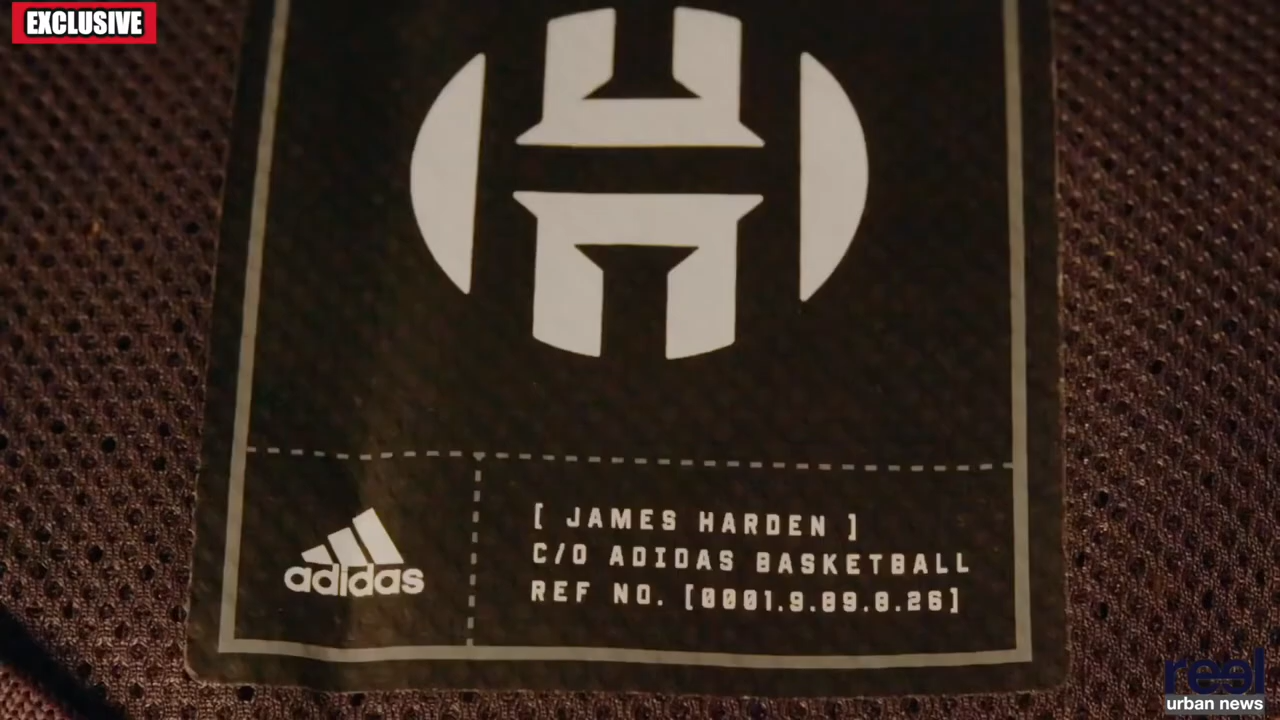 EXCLUSIVE
adidas
[ JAMES HARDEN ]
C/O ADIDAS BASKETBALL
REF NO. [0001.9.89.8.26]
reel
urban news